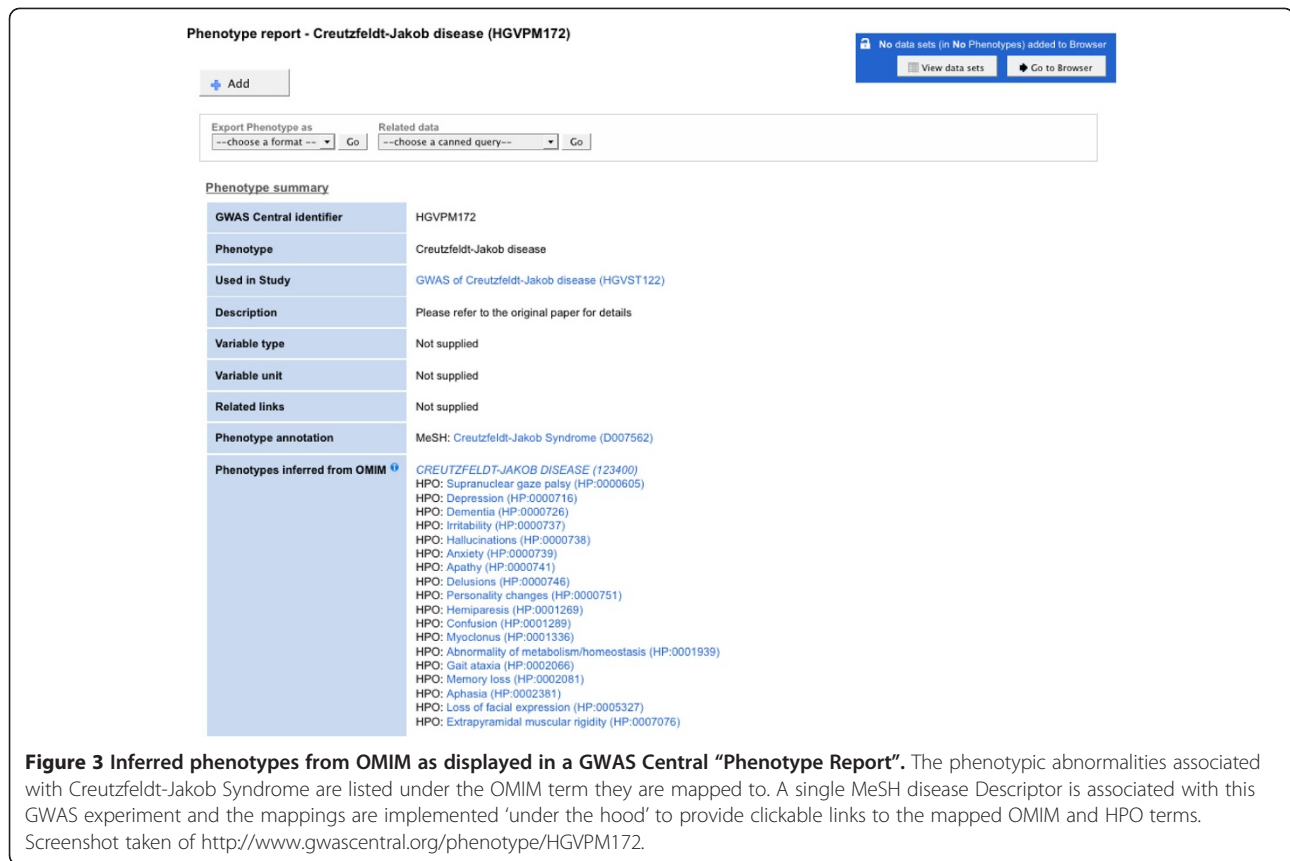 Phenotype report - Creutzfeldt-Jakob disease (HGVPM172)
No data sets (in No Phenotypes) added to Browser
View data sets Go to Browser
Add
Export Phenotype as Related data
--choose a format -- Go --choose a canned query-- Go
Phenotype summary
GWAS Central identifier HGVPM172
Phenotype Creutzfeldt-Jakob disease
Used in Study GWAS of Creutzfeldt-Jakob disease (HGVST122)
Description Please refer to the original paper for details
Variable type Not supplied
Variable unit Not supplied
Related links Not supplied
Phenotype annotation MeSH: Creutzfeldt-Jakob Syndrome (D007562)
Phenotypes inferred from OMIM CREUTZFELDT-JAKOB DISEASE (123400)
HPO: Supranuclear gaze palsy (HP:0000605)
HPO: Depression (HP:0000716)
HPO: Dementia (HP:0000726)
HPO: Irritability (HP:0000737)
HPO: Hallucinations (HP:0000738)
HPO: Anxiety (HP:0000739)
HPO: Apathy (HP:0000741)
HPO: Delusions (HP:0000746)
HPO: Personality changes (HP:0000751)
HPO: Hemiparesis (HP:0001269)
HPO: Confusion (HP:0001289)
HPO: Myoclonus (HP:0001336)
HPO: Abnormality of metabolism/homeostasis (HP:0001939)
HPO: Gait ataxia (HP:0002066)
HPO: Memory loss (HP:0002081)
HPO: Aphasia (HP:0002381)
HPO: Loss of facial expression (HP:0005327)
HPO: Extrapyramidal muscular rigidity (HP:0007076)
Figure 3 Inferred phenotypes from OMIM as displayed in a GWAS Central “Phenotype Report”. The phenotypic abnormalities associated
with Creutzfeldt-Jakob Syndrome are listed under the OMIM term they are mapped to. A single MeSH disease Descriptor is associated with this
GWAS experiment and the mappings are implemented ‘under the hood’ to provide clickable links to the mapped OMIM and HPO terms.
Screenshot taken of http://www.gwascentral.org/phenotype/HGVPM172.